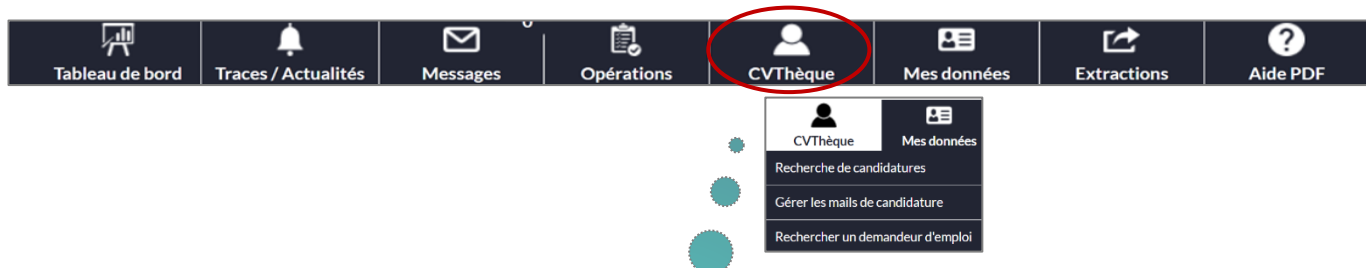 Tableau de bord
Traces / Actualités
Messages
Opérations
CVThèque
Mes données
Extractions
Aide PDF
CVThèque
Mes données
Recherche de candidatures
Gérer les mails de candidature
Rechercher un demandeur d'emploi